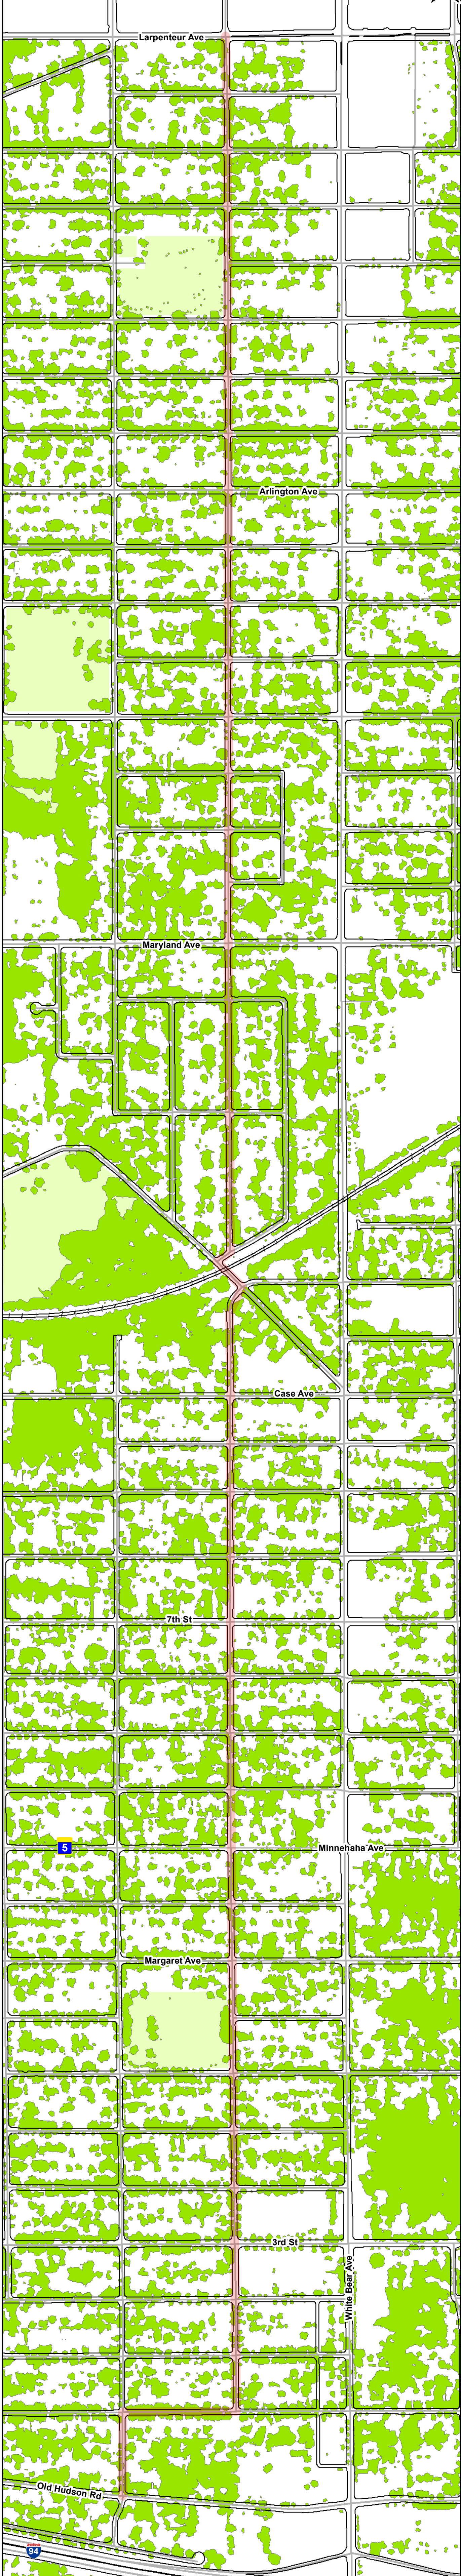 Larpenteur Ave
Arlington Ave
Maryland Ave
Case Ave
7th St
5
Minnehaha Ave
Margaret Ave
3rd St
White Bear Ave
Old Hudson Rd
94